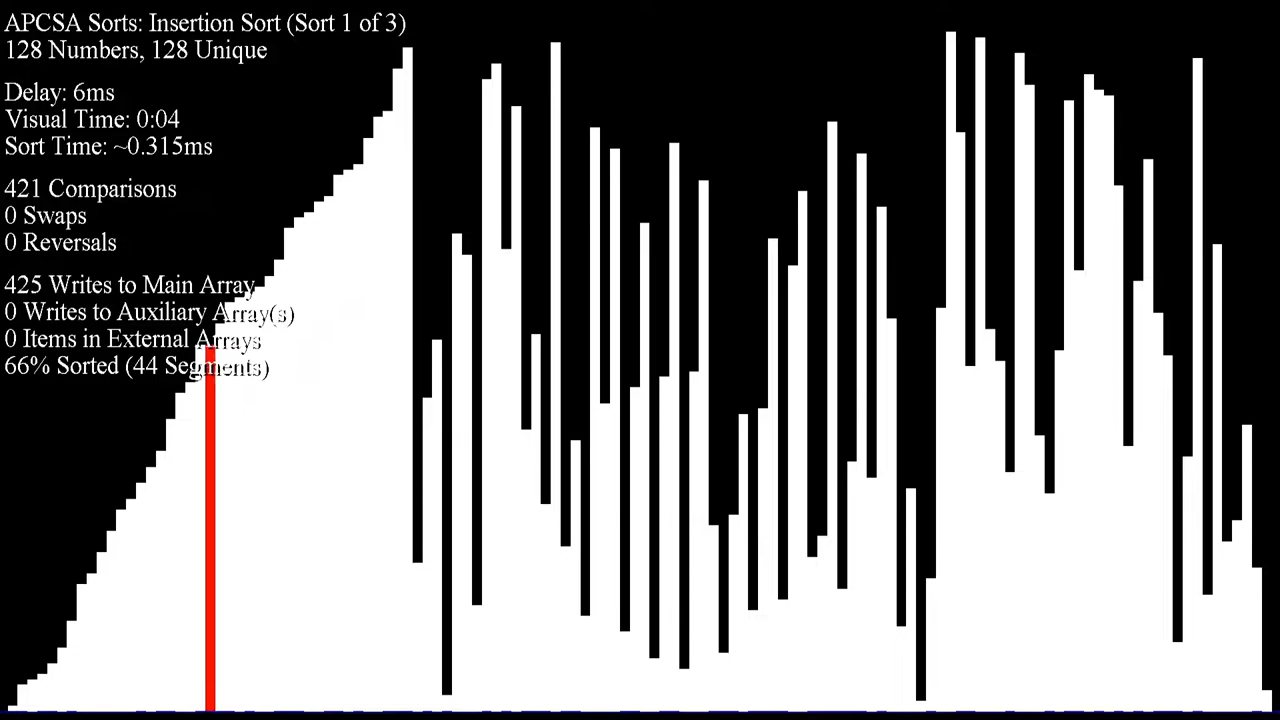 APCSA Sorts: Insertion Sort (Sort 1 of 3)
128 Numbers, 128 Unique
Delay: 6ms
Visual Time: 0:04
Sort Time: ~0.315ms
421 Comparisons
0 Swaps
0 Reversals
425 Writes to Main Array
0 Writes to Auxiliary Array(s)
0 Items in External Arrays
66% Sorted (44 Segments)